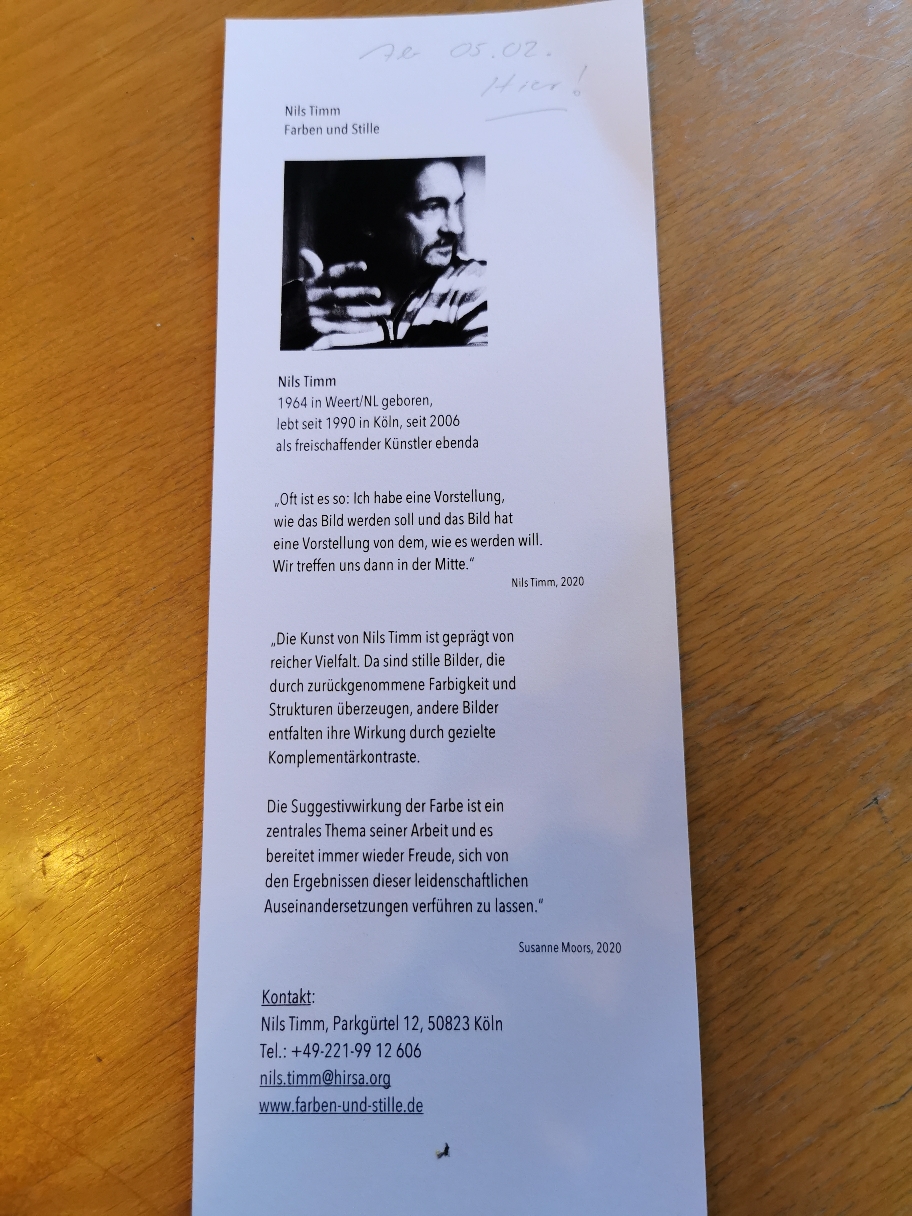 Ab 05.02.
Hier!
Nils Timm
Farben und Stille
Nils Timm
1964 in Weert/NL geboren,
lebt seit 1990 in Köln, seit 2006
als freischaffender Künstler ebenda
„Oft ist es so: Ich habe eine Vorstellung,
wie das Bild werden soll und das Bild hat
eine Vorstellung von dem, wie es werden will.
Wir treffen uns dann in der Mitte.“
Nils Timm, 2020
„Die Kunst von Nils Timm ist geprägt von
reicher Vielfalt. Da sind stille Bilder, die
durch zurückgenommene Farbigkeit und
Strukturen überzeugen, andere Bilder
entfalten ihre Wirkung durch gezielte
Komplementärkontraste.
Die Suggestivwirkung der Farbe ist ein
zentrales Thema seiner Arbeit und es
bereitet immer wieder Freude, sich von
den Ergebnissen dieser leidenschaftlichen
Auseinandersetzungen verführen zu lassen.“
Susanne Moors, 2020
Kontakt:
Nils Timm, Parkgürtel 12, 50823 Köln
Tel.: +49-221-99 12 606
nils.timm@hirsa.org
www.farben-und-stille.de